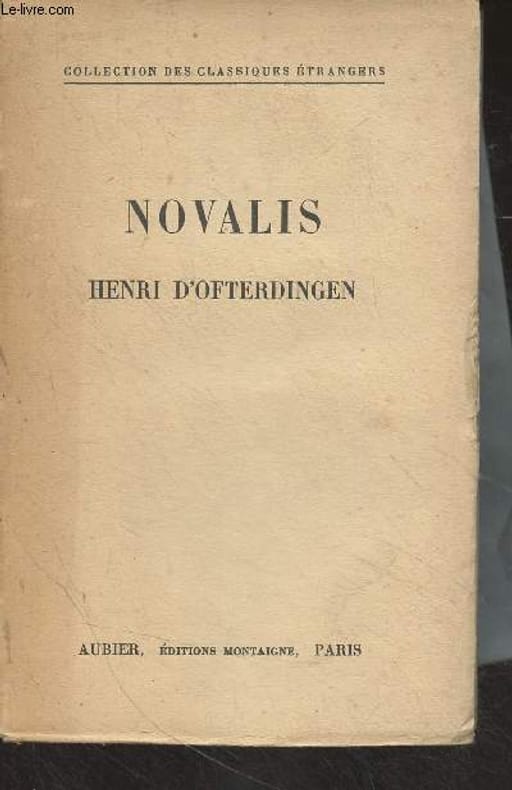 Le-livre.com
COLLECTION DES CLASSIQUES ÉTRANGERS
NOVALIS
HENRI D'OFTERDINGEN
AUBIER, ÉDITIONS MONTAIGNE, PARIS